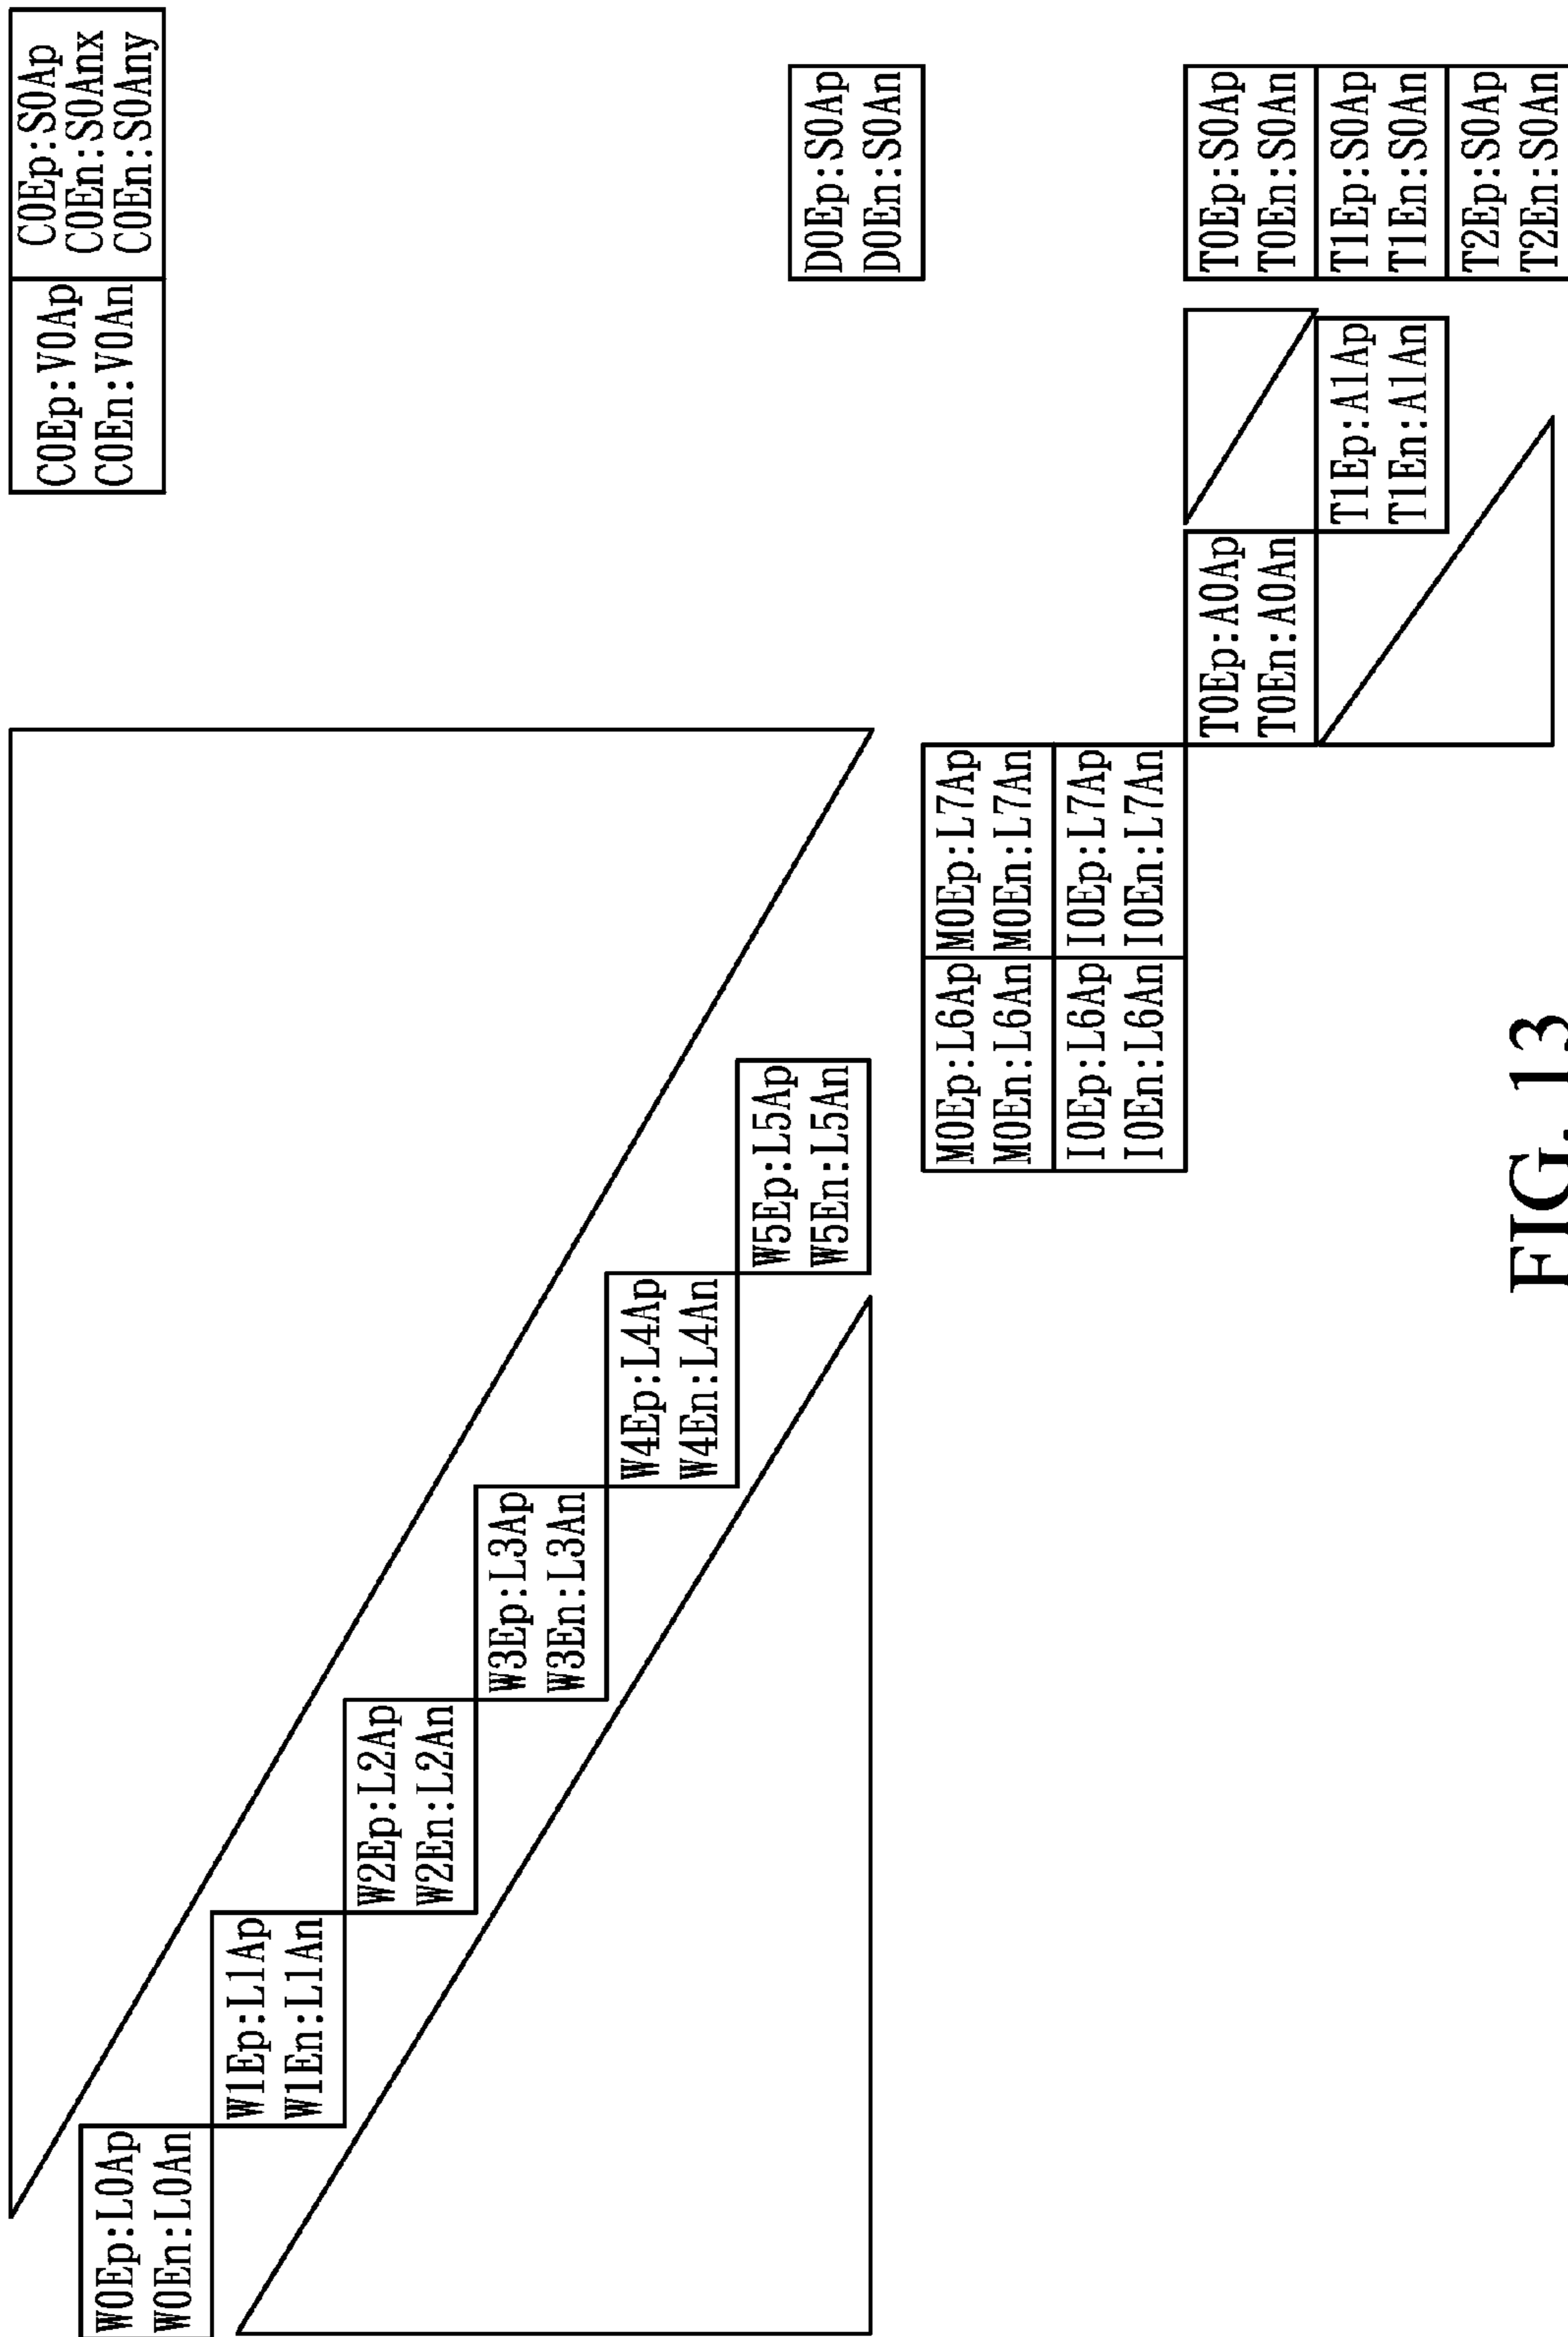 W0Ep:L0Ap
W0En:L0An
C0Ep:V0Ap
C0En:V0An
C0Ep:S0Ap
C0En:S0Anx
C0En:S0Any
W1Ep:L1Ap
W1En:L1An
W2Ep:L2Ap
W2En:L2An
W3Ep:L3Ap
W3En:L3An
W4Ep:L4Ap
W4En:L4An
W5Ep:L5Ap
W5En:L5An
D0Ep:S0Ap
D0En:S0An
M0Ep:L6Ap
M0En:L6An
M0Ep:L7Ap
M0En:L7An
I0Ep:L6Ap
I0En:L6An
I0Ep:L7Ap
I0En:L7An
T0Ep:A0Ap
T0En:A0An
T0Ep:S0Ap
T0En:S0An
T1Ep:A1Ap
T1En:A1An
T1Ep:S0Ap
T1En:S0An
T2Ep:S0Ap
T2En:S0An
FIG. 13